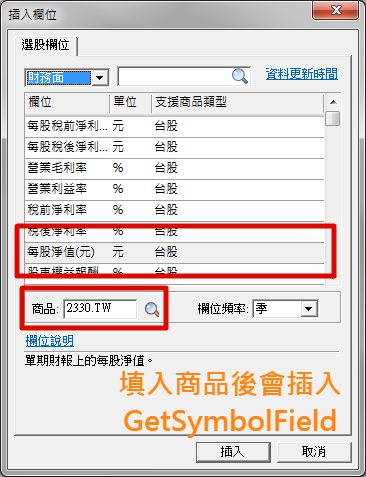 插入欄位
選股欄位
財務面
資料更新時間
欄位 單位 支援商品類型
每股稅前淨利... 元 台股
每股稅後淨利... 元 台股
營業毛利率 % 台股
營業利益率 % 台股
稅前淨利率 % 台股
稅後淨利率 % 台股
每股淨值(元) 元 台股
股東權益報酬... % 台股
商品: 2330.TW 欄位頻率: 季
欄位說明
單期財報上的每股淨值。
填入商品後會插入
GetSymbolField
插入 取消